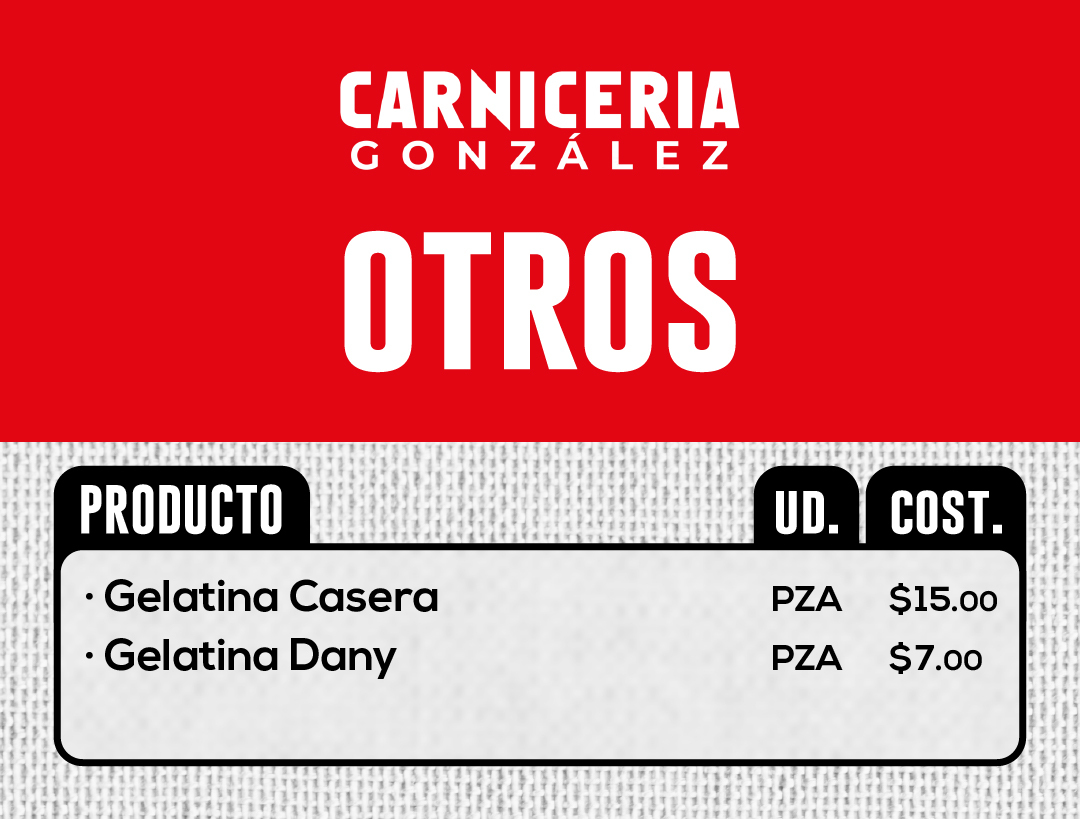 CARNICERIA
GONZÁLEZ
OTROS
PRODUCTO UD. COST.
· Gelatina Casera PZA $15.00
· Gelatina Dany PZA $7.00